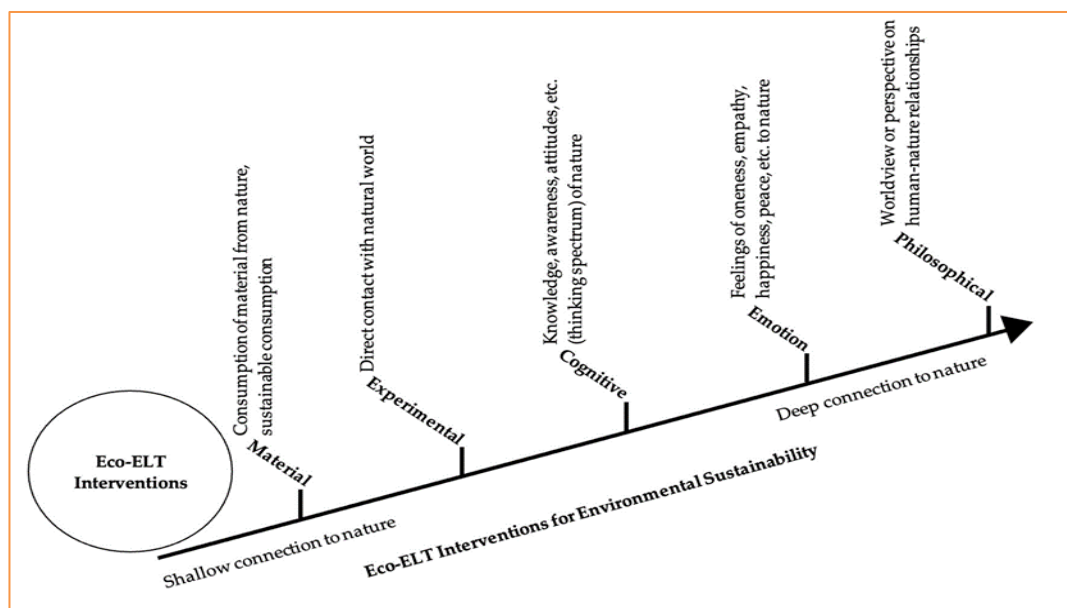 Eco-ELT
Interventions
Consumption of material from nature,
sustainable consumption
Material
Direct contact with natural world
Experimental
Knowledge, awareness, attitudes, etc.
(thinking spectrum) of nature
Cognitive
Feelings of oneness, empathy,
happiness, peace, etc. to nature
Emotion
Worldview or perspective on
human-nature relationships
Philosophical
Shallow connection to nature
Deep connection to nature
Eco-ELT Interventions for Environmental Sustainability